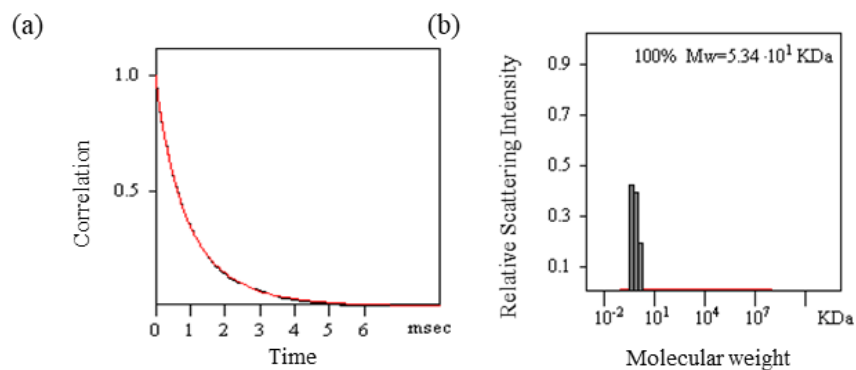 (a)
1.0
0.5
Correlation
0 1 2 3 4 5 6 msec
Time
(b)
100% Mw=5.34 ·10¹ KDa
0.9
0.7
0.5
0.3
0.1
Relative Scattering Intensity
10⁻² 10¹ 10⁴ 10⁷ KDa
Molecular weight